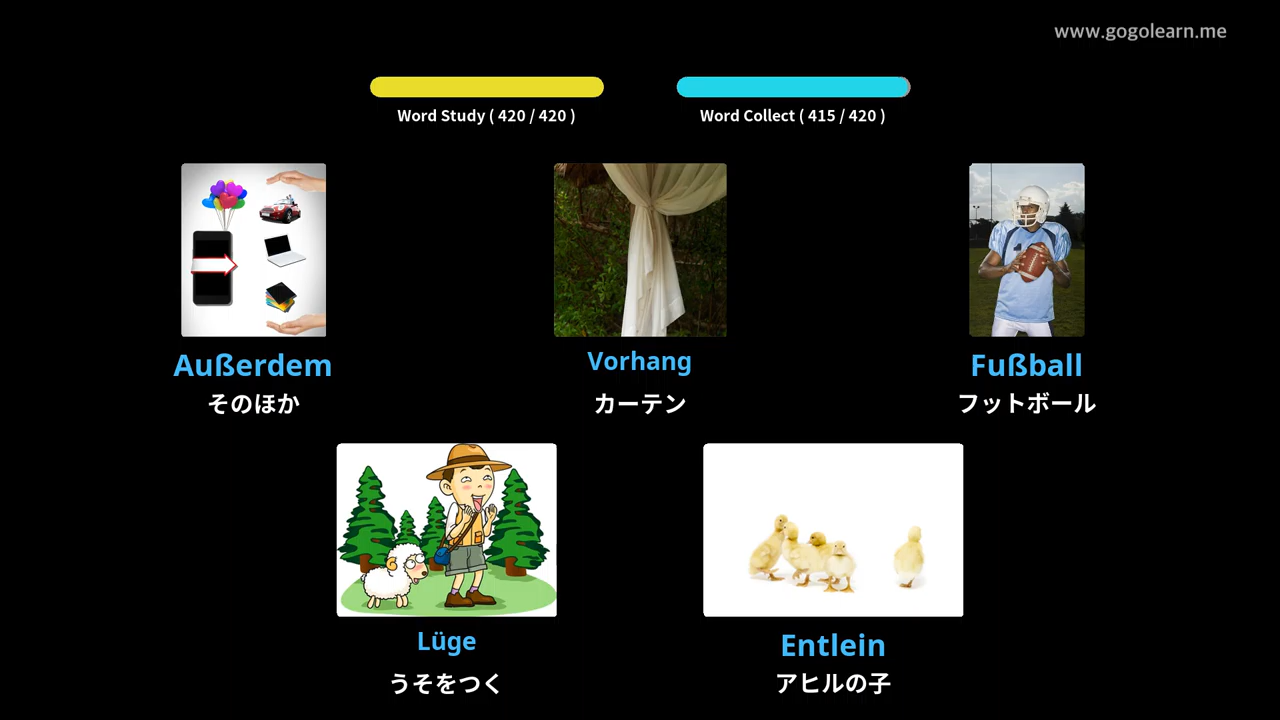 www.gogolearn.me
Word Study ( 420 / 420 )
Word Collect ( 415 / 420 )
Außerdem
そのほか
Vorhang
カーテン
Fußball
フットボール
Lüge
うそをつく
Entlein
アヒルの子